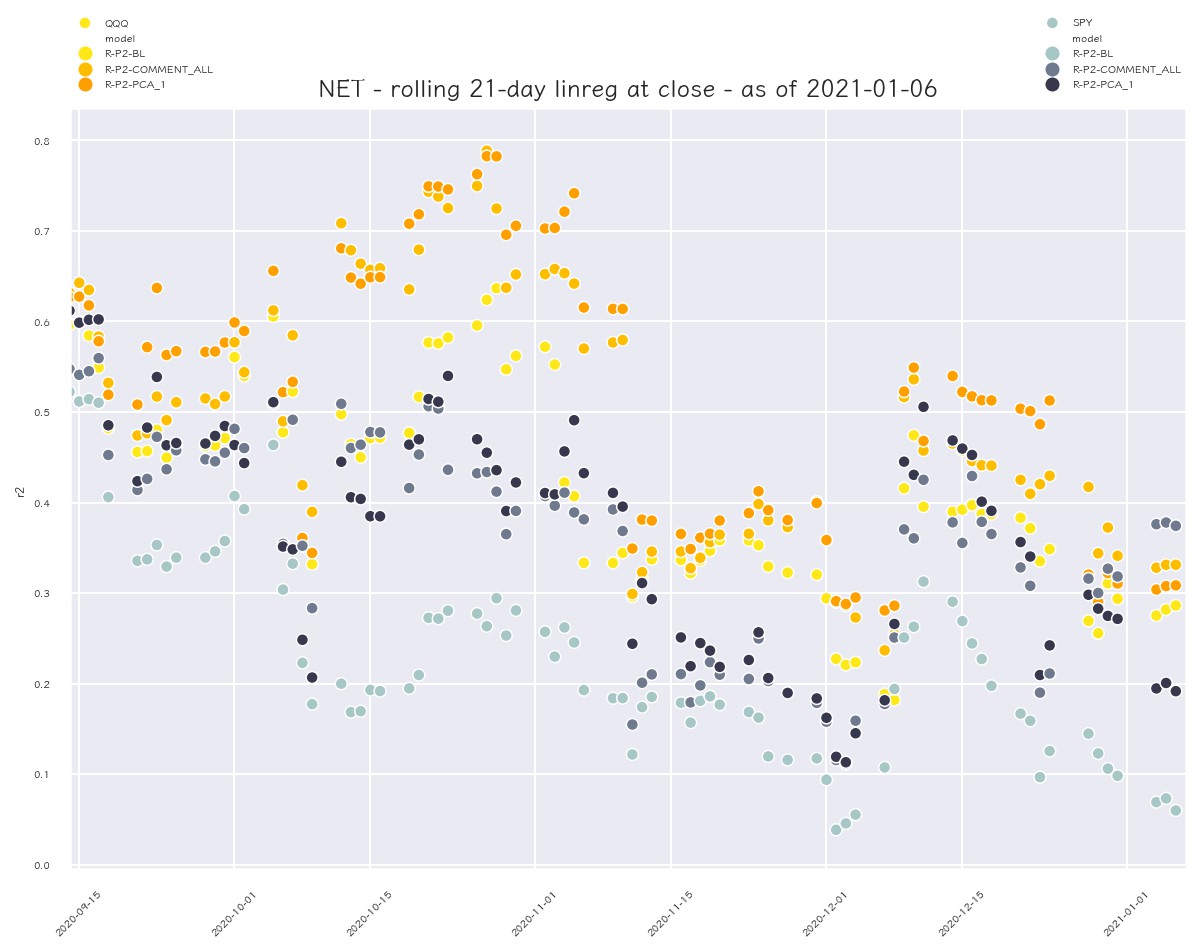 QQQ
model
R-P2-BL
R-P2-COMMENT_ALL
R-P2-PCA_1
SPY
model
R-P2-BL
R-P2-COMMENT_ALL
R-P2-PCA_1
NET - rolling 21-day linreg at close - as of 2021-01-06
0.8
0.7
0.6
0.5
0.4
0.3
0.2
0.1
0.0
r2
2020-09-15
2020-10-01
2020-10-15
2020-11-01
2020-11-15
2020-12-01
2020-12-15
2021-01-01